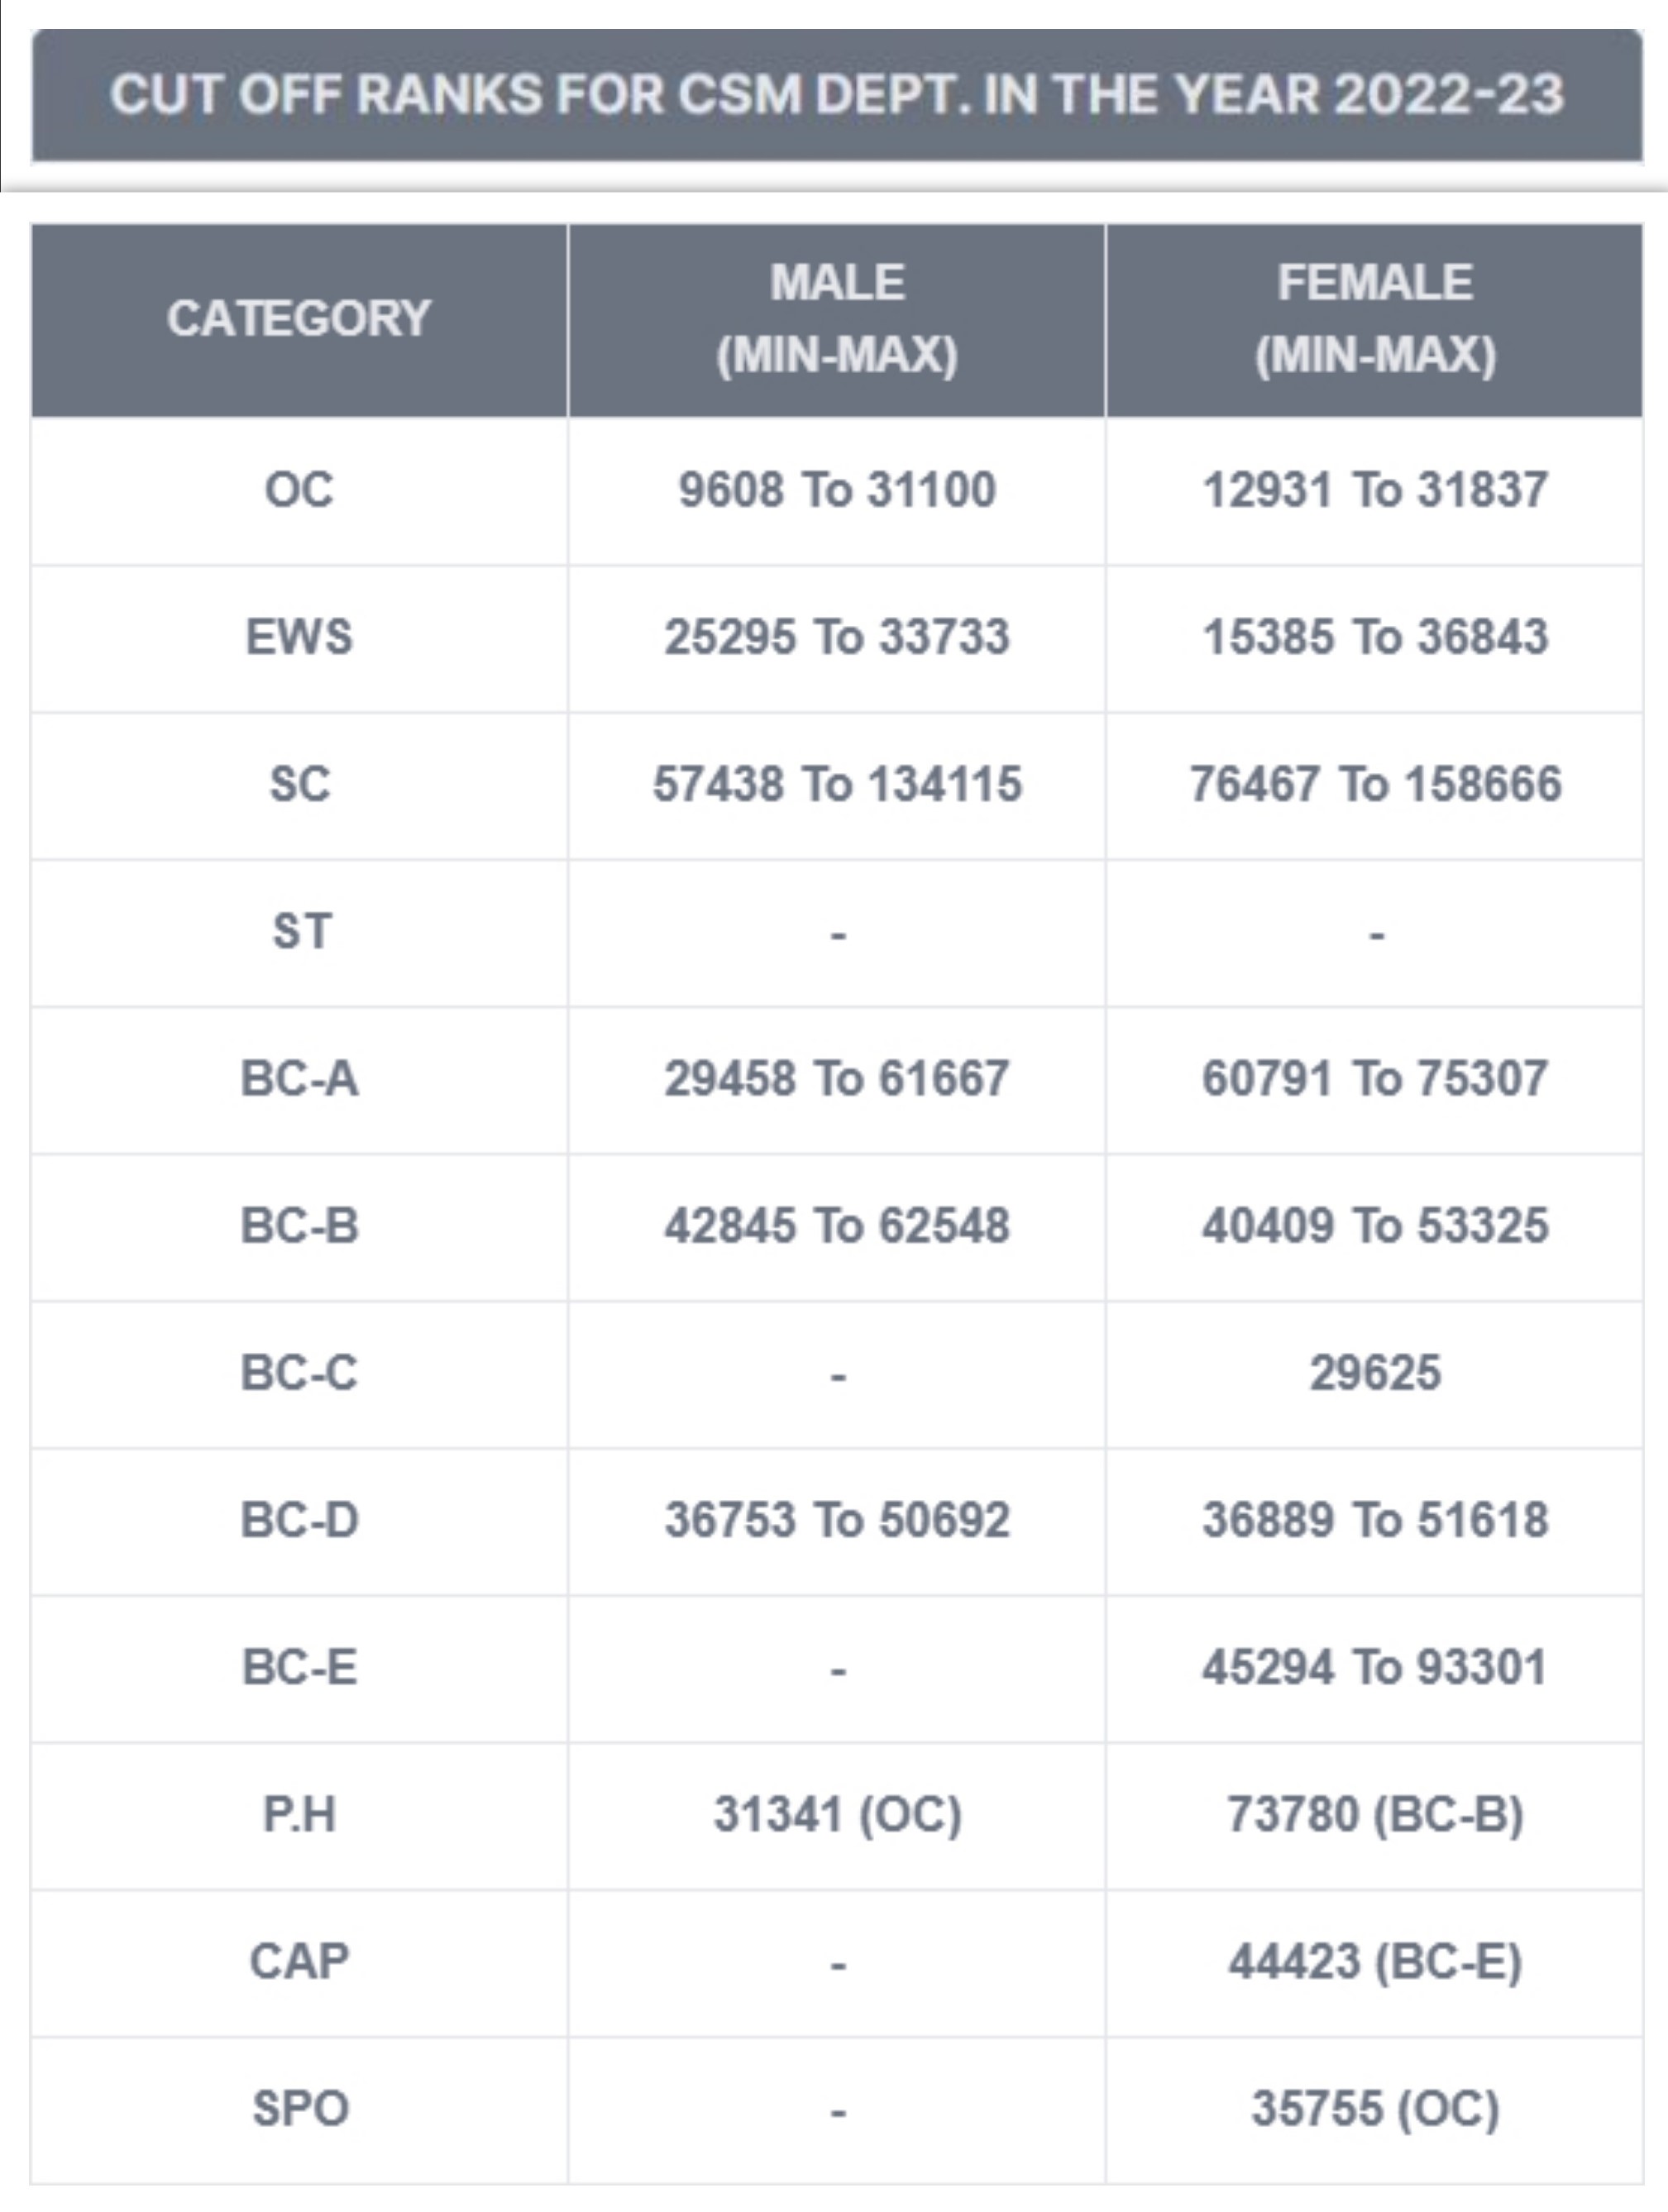 CUT OFF RANKS FOR CSM DEPT. IN THE YEAR 2022-23
CATEGORY MALE (MIN-MAX) FEMALE (MIN-MAX)
OC 9608 To 31100 12931 To 31837
EWS 25295 To 33733 15385 To 36843
SC 57438 To 134115 76467 To 158666
ST - -
BC-A 29458 To 61667 60791 To 75307
BC-B 42845 To 62548 40409 To 53325
BC-C - 29625
BC-D 36753 To 50692 36889 To 51618
BC-E - 45294 To 93301
P.H 31341 (OC) 73780 (BC-B)
CAP - 44423 (BC-E)
SPO - 35755 (OC)